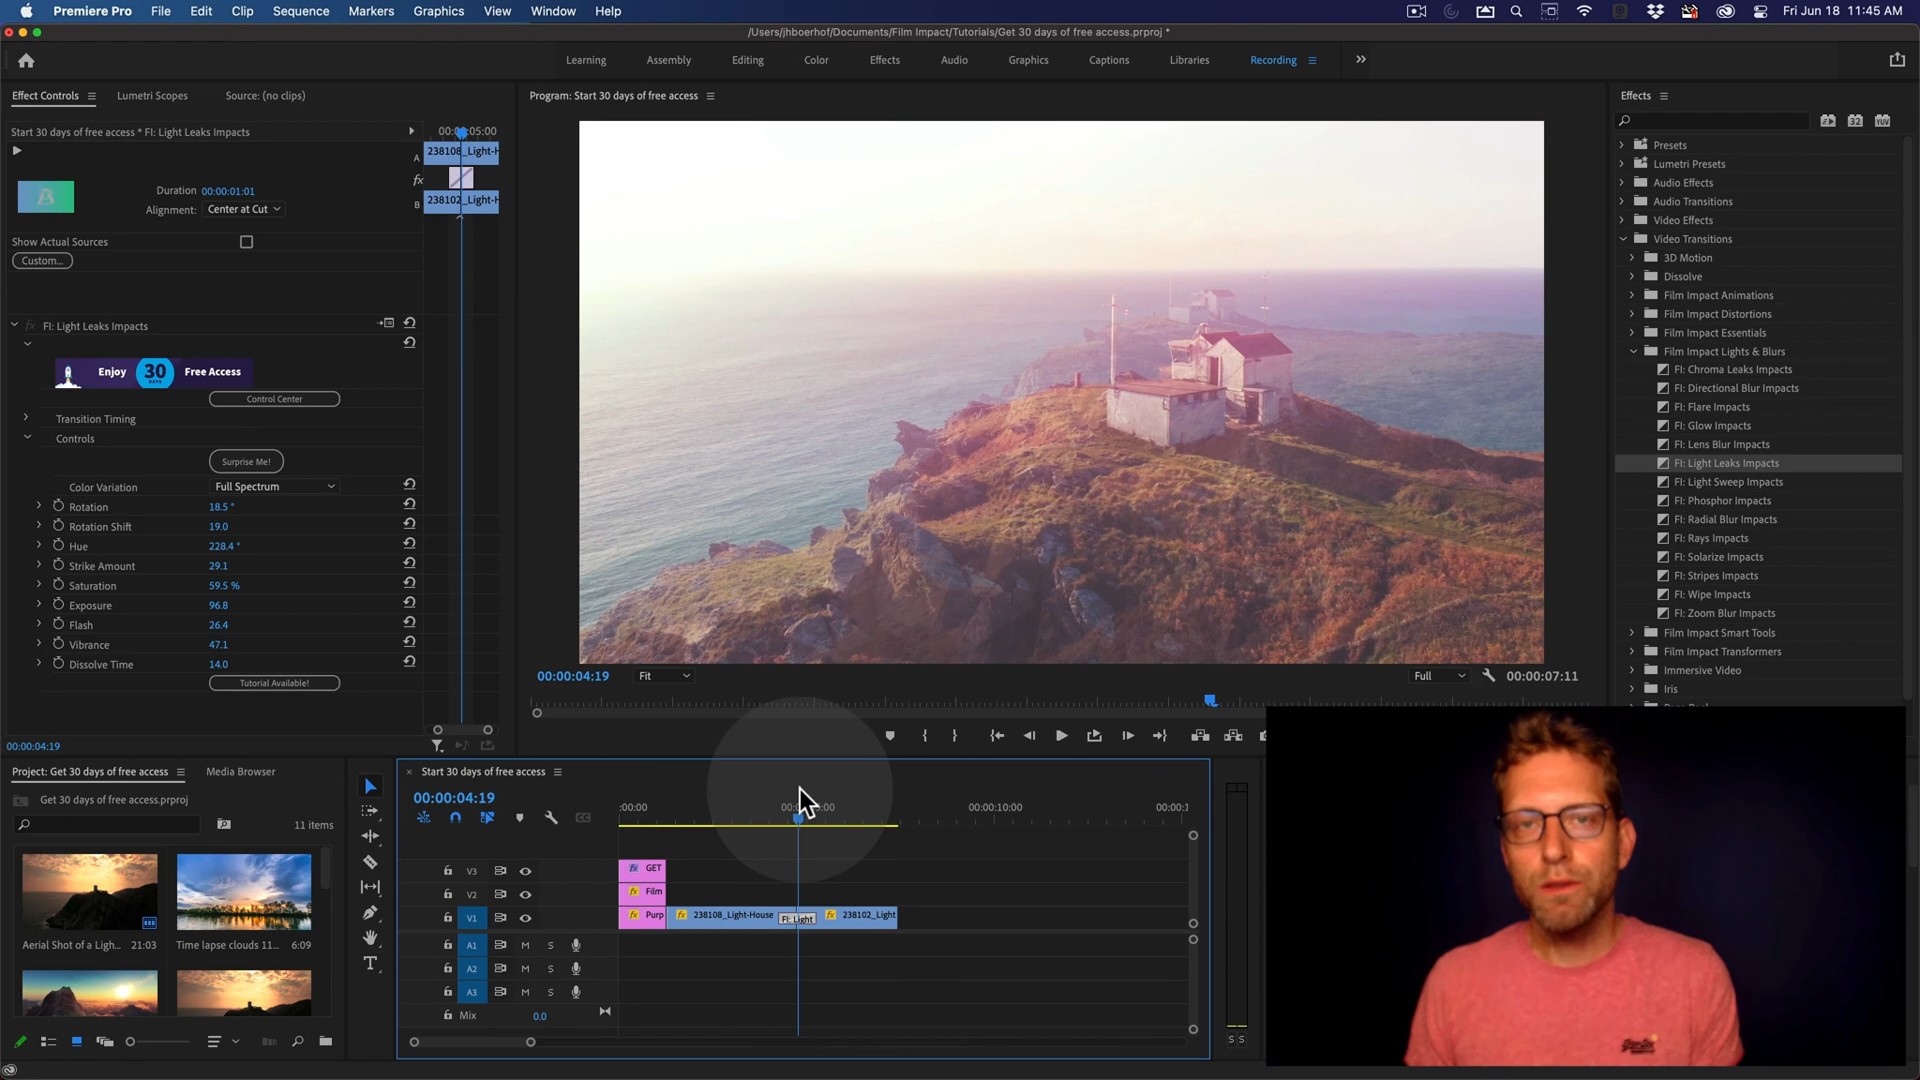 Premiere Pro File Edit Clip Sequence Markers Graphics View Window Help Fri Jun 18 11:45 AM
/Users/jhboerhof/Documents/Film Impact/Tutorials/Get 30 days of free access.prproj *
Learning Assembly Editing Color Effects Audio Graphics Captions Libraries Recording
Effect Controls Lumetri Scopes Source: (no clips)
Start 30 days of free access * FI: Light Leaks Impacts
A 238108_Light-H
fx
B 238102_Light-H
Duration 00:00:01:01
Alignment: Center at Cut
Show Actual Sources
Custom...
FI: Light Leaks Impacts
Enjoy 30 DAYS Free Access
Control Center
Transition Timing
Controls
Surprise Me!
Color Variation Full Spectrum
Rotation 18.5 °
Rotation Shift 19.0
Hue 228.4 °
Strike Amount 29.1
Saturation 59.5 %
Exposure 96.8
Flash 26.4
Vibrance 47.1
Dissolve Time 14.0
Tutorial Available!
00:00:04:19
Program: Start 30 days of free access
00:00:04:19 Fit Full 00:00:07:11
Effects
32 YUV
Presets
Lumetri Presets
Audio Effects
Audio Transitions
Video Effects
Video Transitions
3D Motion
Dissolve
Film Impact Animations
Film Impact Distortions
Film Impact Essentials
Film Impact Lights & Blurs
FI: Chroma Leaks Impacts
FI: Directional Blur Impacts
FI: Flare Impacts
FI: Glow Impacts
FI: Lens Blur Impacts
FI: Light Leaks Impacts
FI: Light Sweep Impacts
FI: Phosphor Impacts
FI: Radial Blur Impacts
FI: Rays Impacts
FI: Solarize Impacts
FI: Stripes Impacts
FI: Wipe Impacts
FI: Zoom Blur Impacts
Film Impact Smart Tools
Film Impact Transformers
Immersive Video
Iris
Project: Get 30 days of free access Media Browser
Get 30 days of free access.prproj
11 items
Aerial Shot of a Ligh... 21:03
Time lapse clouds 11... 6:09
Start 30 days of free access
00:00:04:19
:00:00 00:00:10:00
V3 GET
V2 Film
V1 Purp 238108_Light-House FI: Light 238102_Light
A1 M S
A2 M S
A3 M S
Mix 0.0
S S